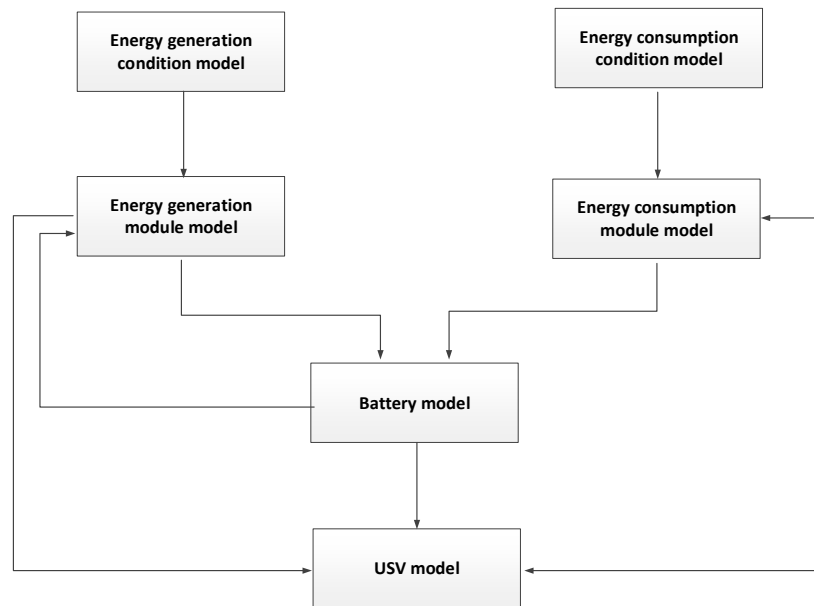 Energy generation
condition model
Energy consumption
condition model
Energy generation
module model
Energy consumption
module model
Battery model
USV model